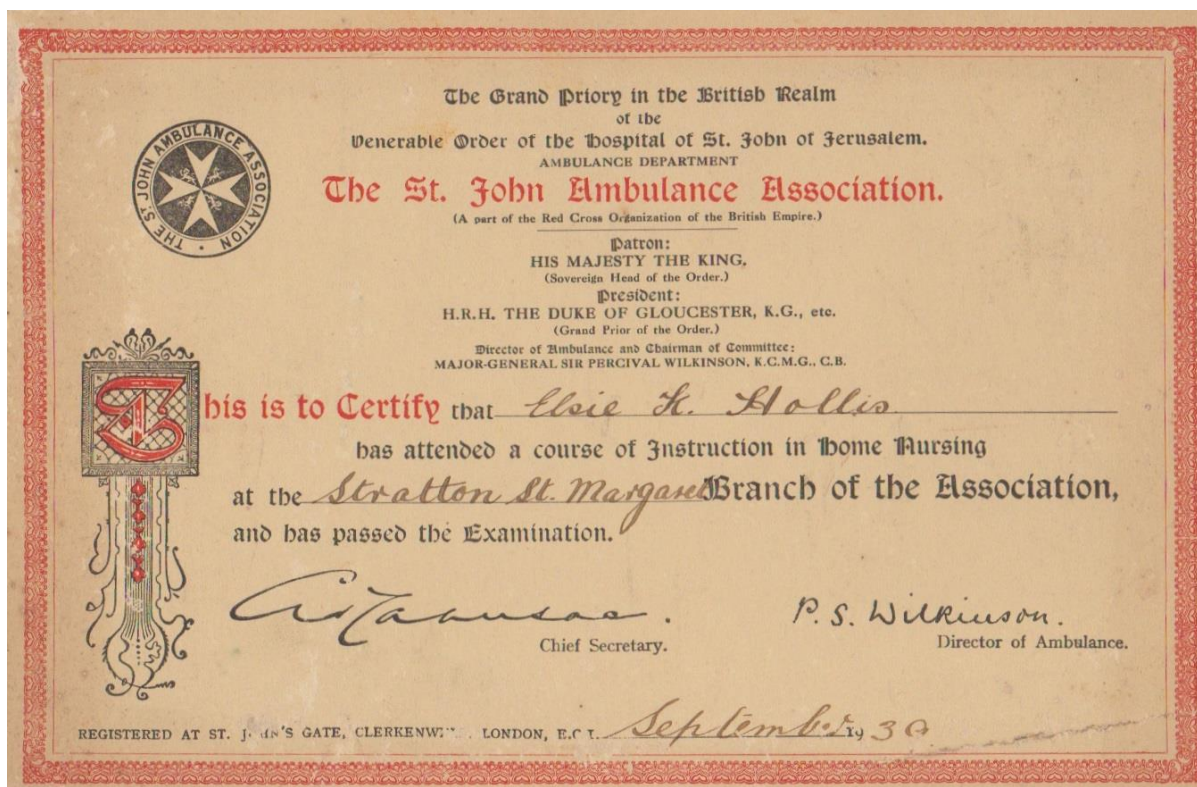 THE ST. JOHN AMBULANCE ASSOCIATION
The Grand Priory in the British Realm
of the
Venerable Order of the Hospital of St. John of Jerusalem.
AMBULANCE DEPARTMENT
The St. John Ambulance Association.
(A part of the Red Cross Organization of the British Empire.)
Patron:
HIS MAJESTY THE KING,
(Sovereign Head of the Order.)
President:
H.R.H. THE DUKE OF GLOUCESTER, K.G., etc.
(Grand Prior of the Order.)
Director of Ambulance and Chairman of Committee:
MAJOR-GENERAL SIR PERCIVAL WILKINSON, K.C.M.G., C.B.
This is to Certify that Elsie K. Hollis
has attended a course of Instruction in Home Nursing
at the Stratton St. Margaret Branch of the Association,
and has passed the Examination.
P. S. Wilkinson.
Chief Secretary. Director of Ambulance.
REGISTERED AT ST. JOHN'S GATE, CLERKENWELL, LONDON, E.C.1. September 193